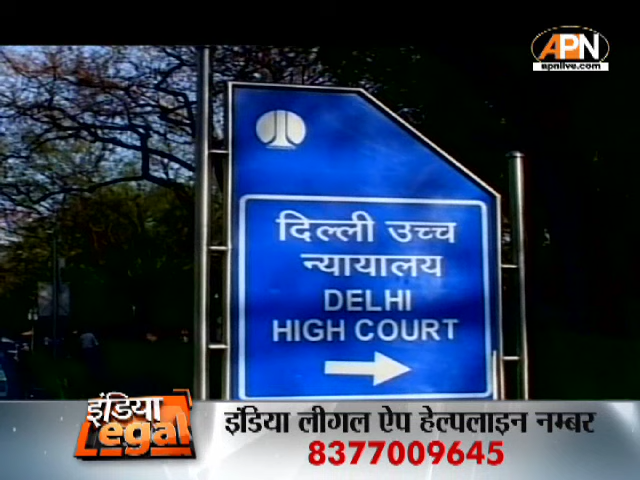 APN
apnlive.com
दिल्ली उच्च
न्यायालय
DELHI
HIGH COURT
इंडिया
Legal
इंडिया लीगल ऐप हेल्पलाइन नम्बर
8377009645